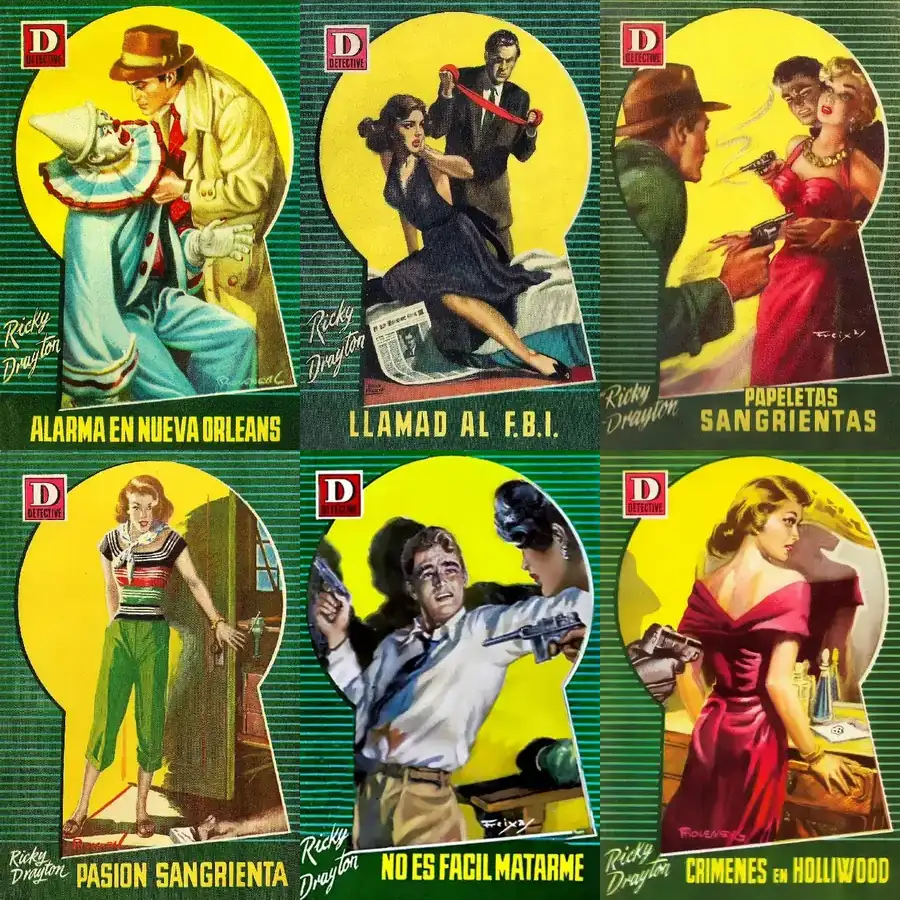 D
DETECTIVE
Ricky
Drayton
ALARMA EN NUEVA ORLEANS
D
DETECTIVE
Ricky
Drayton
LLAMAD AL F.B.I.
D
DETECTIVE
Freixas
Ricky
Drayton
PAPELETAS
SANGRIENTAS
D
DETECTIVE
Ricky
Drayton
PASION SANGRIENTA
D
DETECTIVE
Freixas
Ricky
Drayton
NO ES FACIL MATARME
D
DETECTIVE
Ricky
Drayton
CRIMENES EN HOLLIWOOD